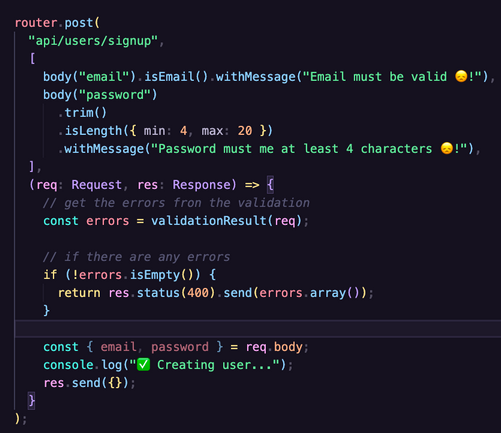 router.post(
  "api/users/signup",
  [
    body("email").isEmail().withMessage("Email must be valid 😞!"),
    body("password")
      .trim()
      .isLength({ min: 4, max: 20 })
      .withMessage("Password must me at least 4 characters 😞!"),
  ],
  (req: Request, res: Response) => {
    // get the errors fron the validation
    const errors = validationResult(req);
    // if there are any errors
    if (!errors.isEmpty()) {
      return res.status(400).send(errors.array());
    }
    const { email, password } = req.body;
    console.log("✅ Creating user...");
    res.send({});
  }
);